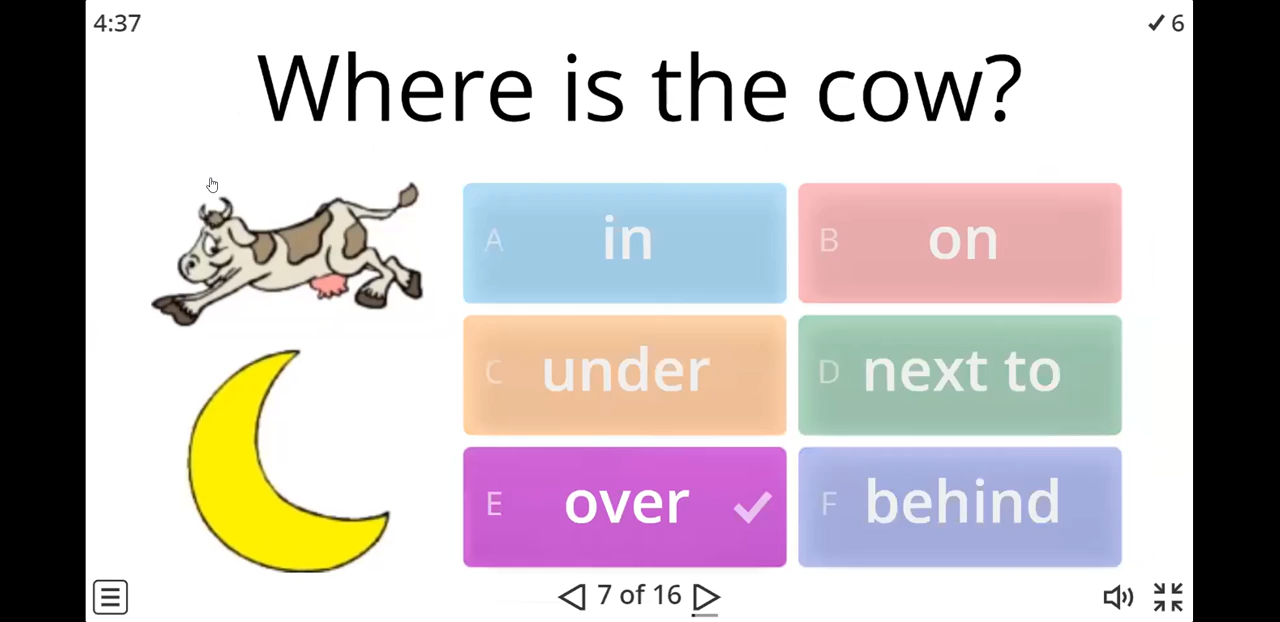 4:37
✓ 6
Where is the cow?
A in
B on
C under
D next to
E over ✓
F behind
7 of 16